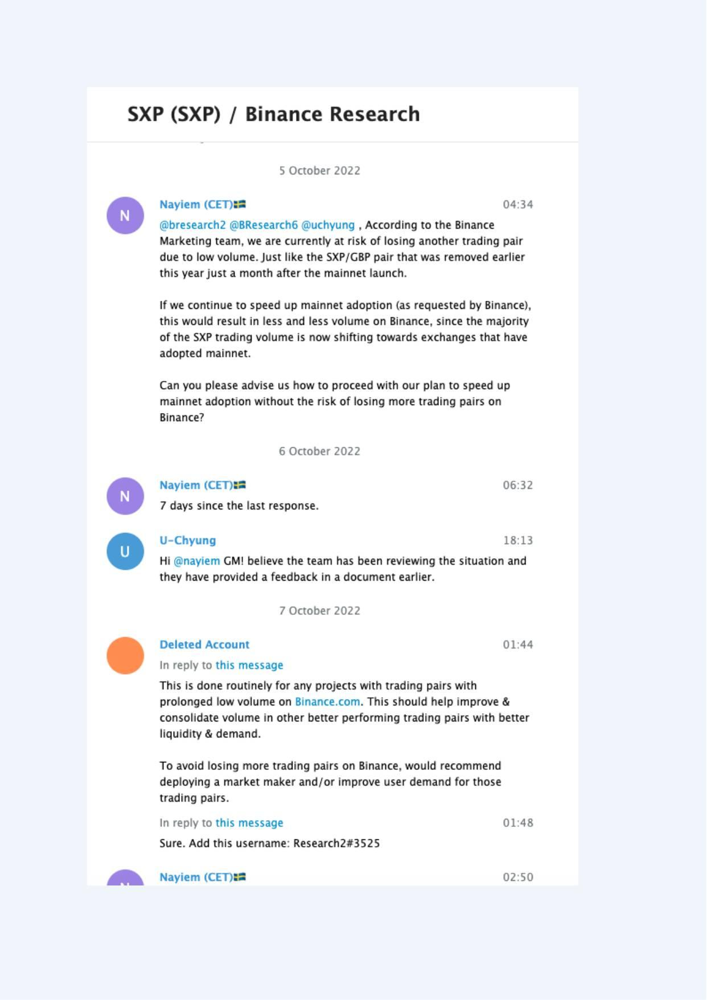 SXP (SXP) / Binance Research
5 October 2022
N
Nayiem (CET)🇸🇪 04:34
@bresearch2 @BResearch6 @uchyung , According to the Binance
Marketing team, we are currently at risk of losing another trading pair
due to low volume. Just like the SXP/GBP pair that was removed earlier
this year just a month after the mainnet launch.
If we continue to speed up mainnet adoption (as requested by Binance),
this would result in less and less volume on Binance, since the majority
of the SXP trading volume is now shifting towards exchanges that have
adopted mainnet.
Can you please advise us how to proceed with our plan to speed up
mainnet adoption without the risk of losing more trading pairs on
Binance?
6 October 2022
N
Nayiem (CET)🇸🇪 06:32
7 days since the last response.
U
U-Chyung 18:13
Hi @nayiem GM! believe the team has been reviewing the situation and
they have provided a feedback in a document earlier.
7 October 2022
Deleted Account 01:44
In reply to this message
This is done routinely for any projects with trading pairs with
prolonged low volume on Binance.com. This should help improve &
consolidate volume in other better performing trading pairs with better
liquidity & demand.
To avoid losing more trading pairs on Binance, would recommend
deploying a market maker and/or improve user demand for those
trading pairs.
In reply to this message 01:48
Sure. Add this username: Research2#3525
Nayiem (CET)🇸🇪 02:50